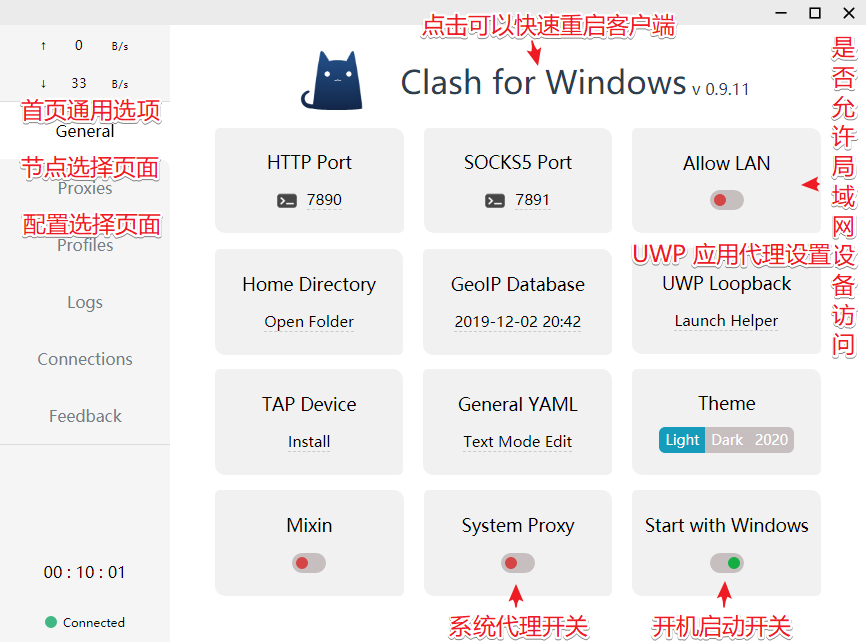 点击可以快速重启客户端
↑ 0 B/s
↓ 33 B/s
Clash for Windows v 0.9.11
首页通用选项
General
节点选择页面
Proxies
配置选择页面
Profiles
Logs
Connections
Feedback
00 : 10 : 01
Connected
HTTP Port
7890
SOCKS5 Port
7891
Allow LAN
是否允许局域网设备访问
Home Directory
Open Folder
GeoIP Database
2019-12-02 20:42
UWP 应用代理设置
UWP Loopback
Launch Helper
TAP Device
Install
General YAML
Text Mode Edit
Theme
Light Dark 2020
Mixin
System Proxy
Start with Windows
系统代理开关
开机启动开关